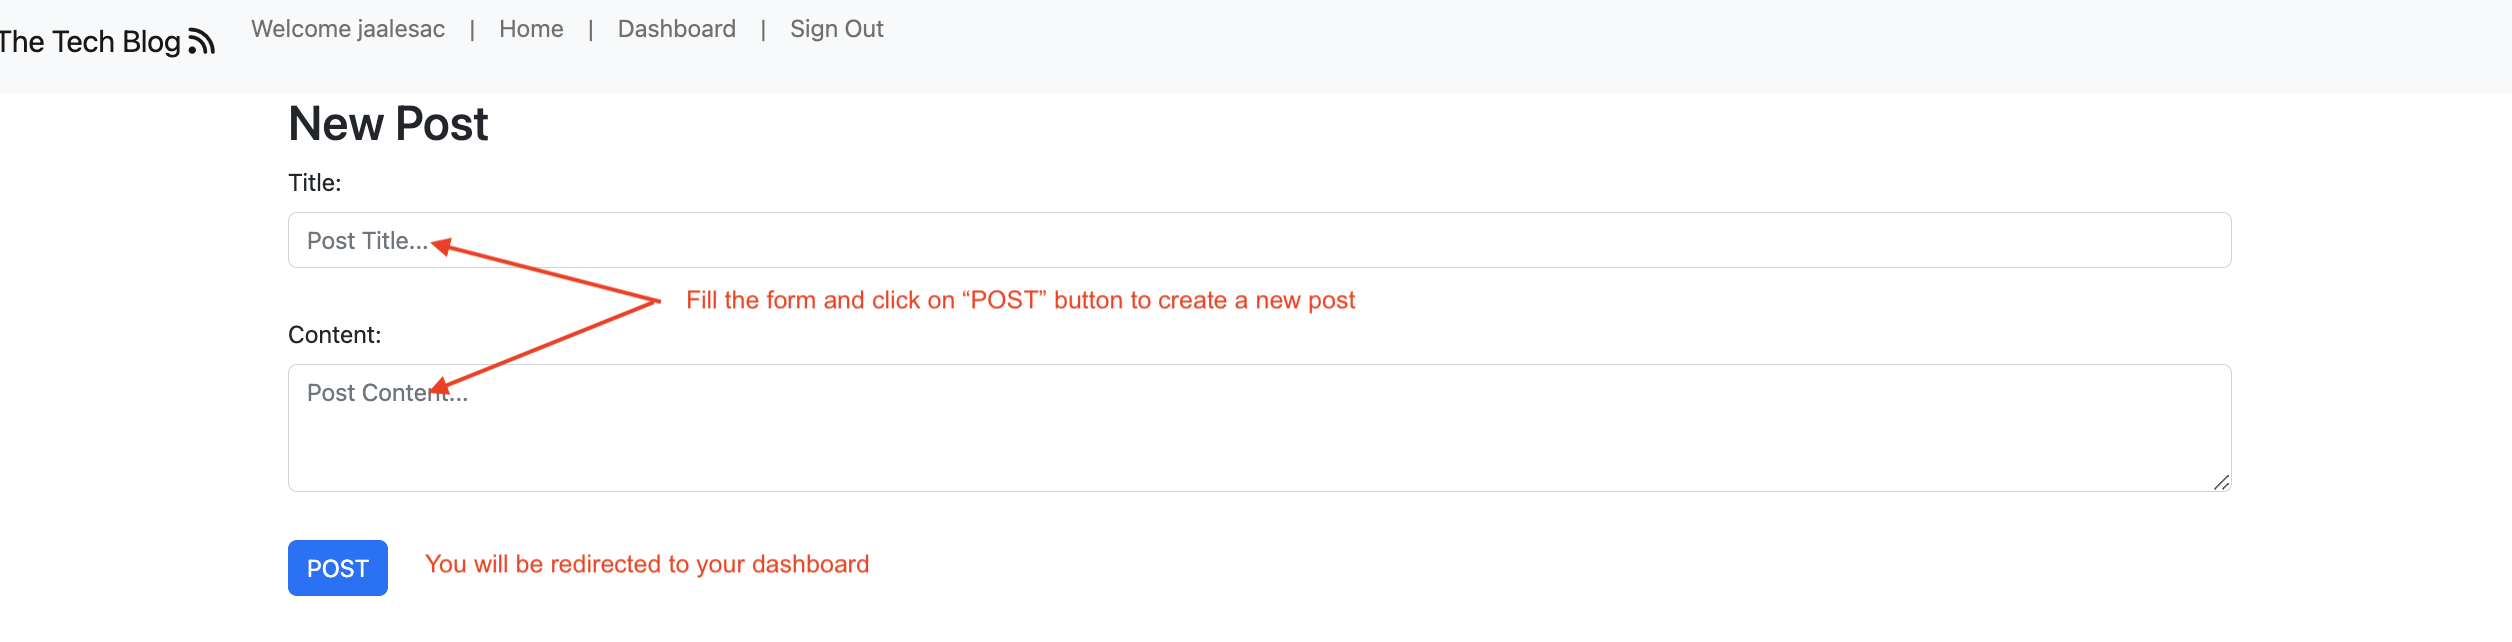 The Tech Blog
Welcome jaalesac | Home | Dashboard | Sign Out
New Post
Title:
Post Title...
Fill the form and click on “POST” button to create a new post
Content:
Post Content...
POST
You will be redirected to your dashboard